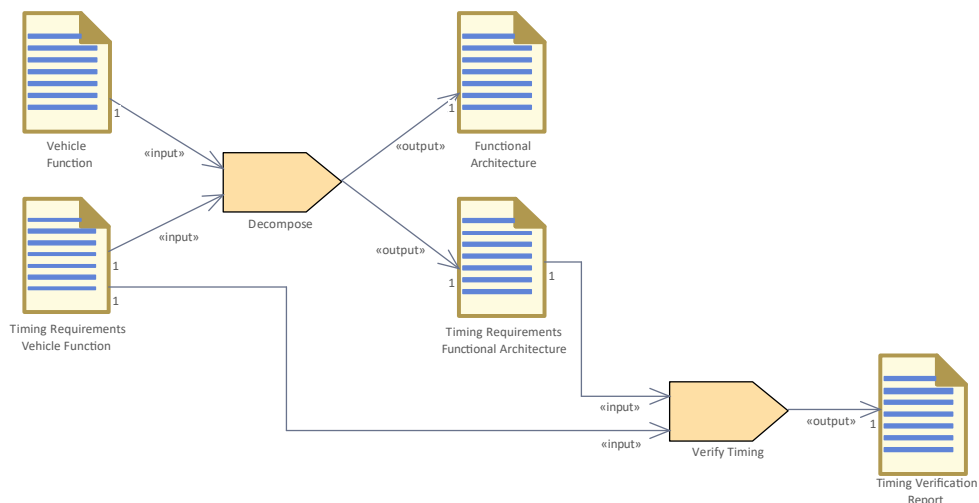 1
Vehicle
Function
«input»
1
Functional
Architecture
«output»
Decompose
«input»
1
1
Timing Requirements
Vehicle Function
«output»
1
1
Timing Requirements
Functional Architecture
«input»
«input»
Verify Timing
«output»
1
Timing Verification
Report